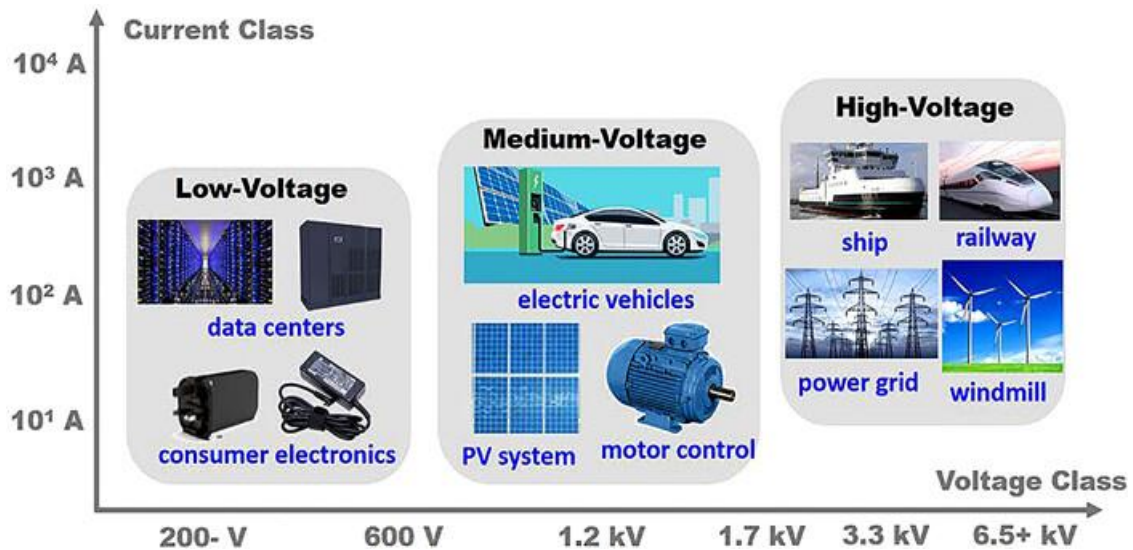 Current Class
10⁴ A
10³ A
10² A
10¹ A
Low-Voltage
data centers
consumer electronics
Medium-Voltage
electric vehicles
PV system
motor control
High-Voltage
ship
railway
power grid
windmill
Voltage Class
200- V
600 V
1.2 kV
1.7 kV
3.3 kV
6.5+ kV